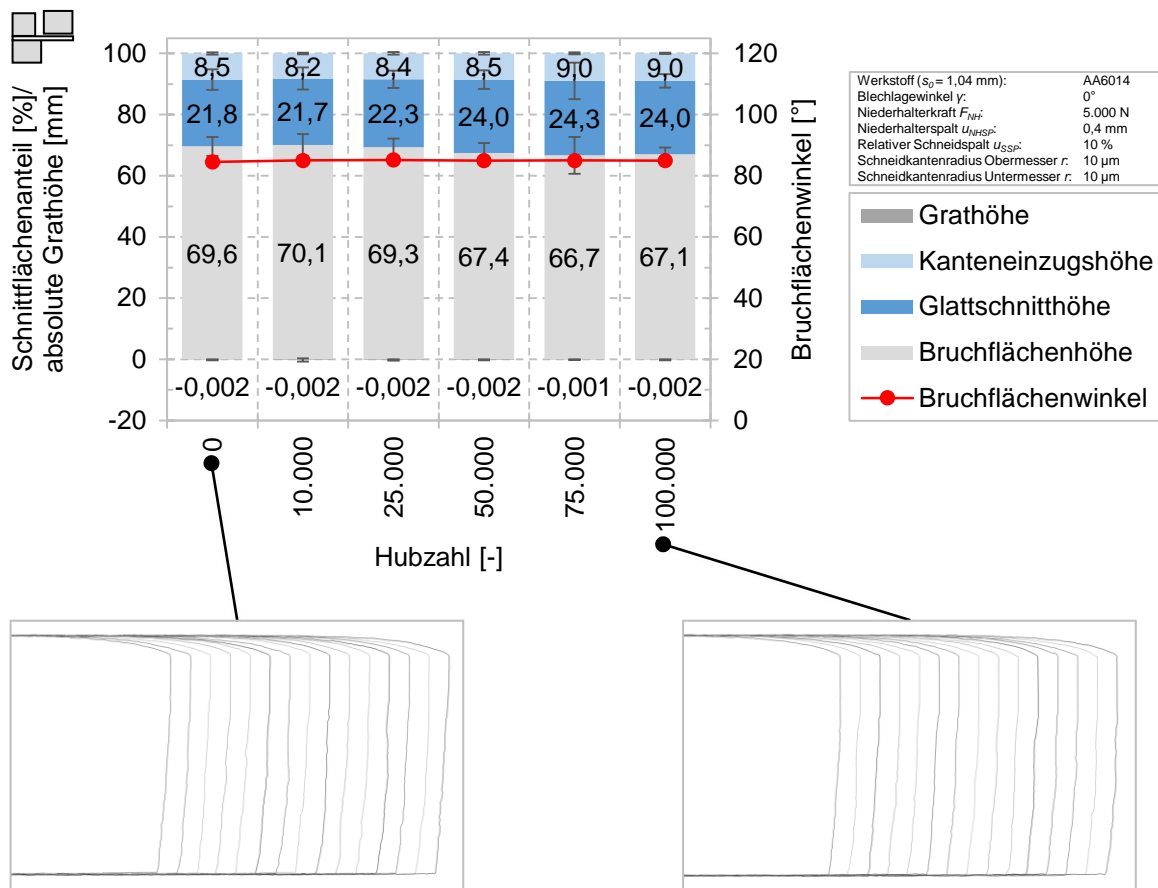 Schnittflächenanteil [%]/
absolute Grathöhe [mm]
100
80
60
40
20
0
-20
8,5 8,2 8,4 8,5 9,0 9,0
21,8 21,7 22,3 24,0 24,3 24,0
69,6 70,1 69,3 67,4 66,7 67,1
-0,002 -0,002 -0,002 -0,002 -0,001 -0,002
120
100
80
60
40
20
0
Bruchflächenwinkel [°]
0
10.000
25.000
50.000
75.000
100.000
Hubzahl [-]
Werkstoff (s0 = 1,04 mm): AA6014
Blechlagewinkel γ: 0°
Niederhalterkraft FNH: 5.000 N
Niederhalterspalt uNHSP: 0,4 mm
Relativer Schneidspalt uSSP: 10 %
Schneidkantenradius Obermesser r: 10 µm
Schneidkantenradius Untermesser r: 10 µm
Grathöhe
Kanteneinzugshöhe
Glattschnitthöhe
Bruchflächenhöhe
Bruchflächenwinkel